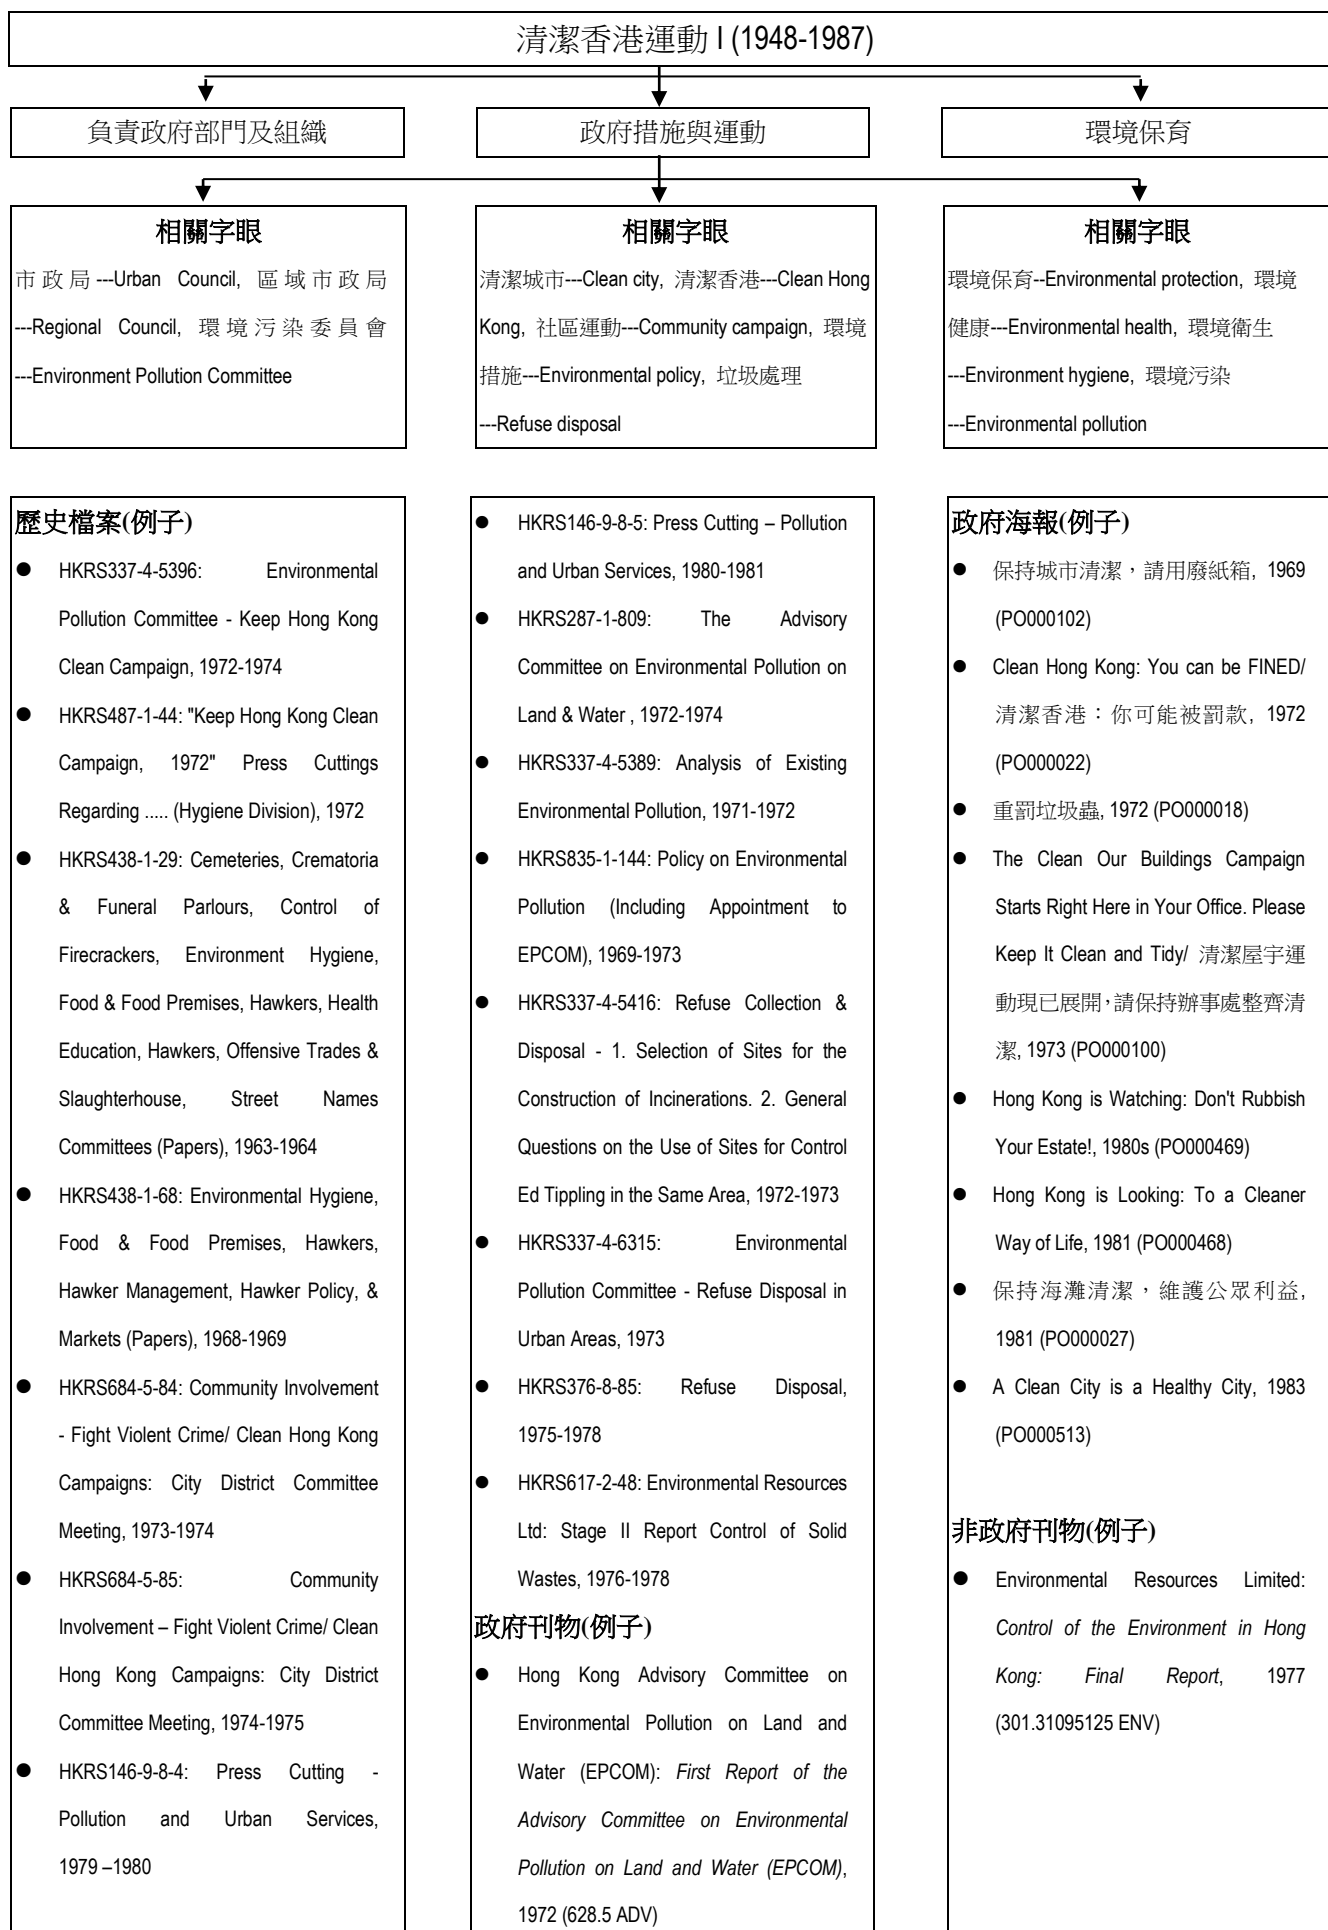 清潔香港運動 I (1948-1987)
負責政府部門及組織
政府措施與運動
環境保育
相關字眼
市政局---Urban Council, 區域市政局
---Regional Council, 環境污染委員會
---Environment Pollution Committee
相關字眼
清潔城市---Clean city, 清潔香港---Clean Hong
Kong, 社區運動---Community campaign, 環境
措施---Environmental policy, 垃圾處理
---Refuse disposal
相關字眼
環境保育--Environmental protection, 環境
健康---Environmental health, 環境衛生
---Environment hygiene, 環境污染
---Environmental pollution
歷史檔案(例子)
● HKRS337-4-5396: Environmental
Pollution Committee - Keep Hong Kong
Clean Campaign, 1972-1974
● HKRS487-1-44: "Keep Hong Kong Clean
Campaign, 1972" Press Cuttings
Regarding ..... (Hygiene Division), 1972
● HKRS438-1-29: Cemeteries, Crematoria
& Funeral Parlours, Control of
Firecrackers, Environment Hygiene,
Food & Food Premises, Hawkers, Health
Education, Hawkers, Offensive Trades &
Slaughterhouse, Street Names
Committees (Papers), 1963-1964
● HKRS438-1-68: Environmental Hygiene,
Food & Food Premises, Hawkers,
Hawker Management, Hawker Policy, &
Markets (Papers), 1968-1969
● HKRS684-5-84: Community Involvement
- Fight Violent Crime/ Clean Hong Kong
Campaigns: City District Committee
Meeting, 1973-1974
● HKRS684-5-85: Community
Involvement – Fight Violent Crime/ Clean
Hong Kong Campaigns: City District
Committee Meeting, 1974-1975
● HKRS146-9-8-4: Press Cutting -
Pollution and Urban Services,
1979 –1980
● HKRS146-9-8-5: Press Cutting – Pollution
and Urban Services, 1980-1981
● HKRS287-1-809: The Advisory
Committee on Environmental Pollution on
Land & Water , 1972-1974
● HKRS337-4-5389: Analysis of Existing
Environmental Pollution, 1971-1972
● HKRS835-1-144: Policy on Environmental
Pollution (Including Appointment to
EPCOM), 1969-1973
● HKRS337-4-5416: Refuse Collection &
Disposal - 1. Selection of Sites for the
Construction of Incinerations. 2. General
Questions on the Use of Sites for Control
Ed Tippling in the Same Area, 1972-1973
● HKRS337-4-6315: Environmental
Pollution Committee - Refuse Disposal in
Urban Areas, 1973
● HKRS376-8-85: Refuse Disposal,
1975-1978
● HKRS617-2-48: Environmental Resources
Ltd: Stage II Report Control of Solid
Wastes, 1976-1978
政府刊物(例子)
● Hong Kong Advisory Committee on
Environmental Pollution on Land and
Water (EPCOM): First Report of the
Advisory Committee on Environmental
Pollution on Land and Water (EPCOM),
1972 (628.5 ADV)
政府海報(例子)
● 保持城市清潔，請用廢紙箱, 1969
(PO000102)
● Clean Hong Kong: You can be FINED/
清潔香港：你可能被罰款, 1972
(PO000022)
● 重罰垃圾蟲, 1972 (PO000018)
● The Clean Our Buildings Campaign
Starts Right Here in Your Office. Please
Keep It Clean and Tidy/ 清潔屋宇運
動現已展開，請保持辦事處整齊清
潔, 1973 (PO000100)
● Hong Kong is Watching: Don't Rubbish
Your Estate!, 1980s (PO000469)
● Hong Kong is Looking: To a Cleaner
Way of Life, 1981 (PO000468)
● 保持海灘清潔，維護公眾利益,
1981 (PO000027)
● A Clean City is a Healthy City, 1983
(PO000513)
非政府刊物(例子)
● Environmental Resources Limited:
Control of the Environment in Hong
Kong: Final Report, 1977
(301.31095125 ENV)